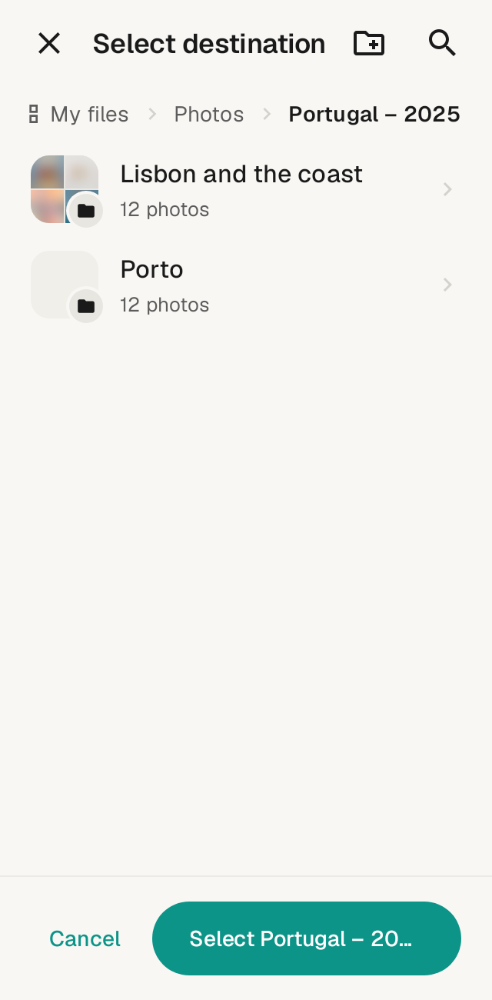 Select destination
My files > Photos > Portugal – 2025
Lisbon and the coast
12 photos
Porto
12 photos
Cancel
Select Portugal – 20...